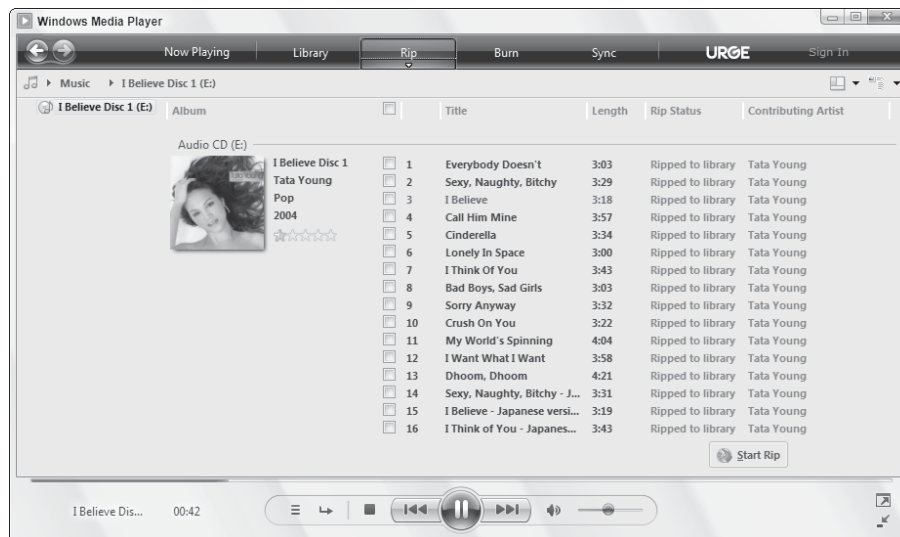 Windows Media Player
Now Playing Library Rip Burn Sync URGE Sign In
Music I Believe Disc 1 (E:)
I Believe Disc 1 (E:) Album Title Length Rip Status Contributing Artist
Audio CD (E:)
I Believe Disc 1
Tata Young
Pop
2004
1 Everybody Doesn't 3:03 Ripped to library Tata Young
2 Sexy, Naughty, Bitchy 3:29 Ripped to library Tata Young
3 I Believe 3:18 Ripped to library Tata Young
4 Call Him Mine 3:57 Ripped to library Tata Young
5 Cinderella 3:34 Ripped to library Tata Young
6 Lonely In Space 3:00 Ripped to library Tata Young
7 I Think Of You 3:43 Ripped to library Tata Young
8 Bad Boys, Sad Girls 3:03 Ripped to library Tata Young
9 Sorry Anyway 3:32 Ripped to library Tata Young
10 Crush On You 3:22 Ripped to library Tata Young
11 My World's Spinning 4:04 Ripped to library Tata Young
12 I Want What I Want 3:58 Ripped to library Tata Young
13 Dhoom, Dhoom 4:21 Ripped to library Tata Young
14 Sexy, Naughty, Bitchy - J... 3:31 Ripped to library Tata Young
15 I Believe - Japanese versi... 3:19 Ripped to library Tata Young
16 I Think of You - Japanes... 3:43 Ripped to library Tata Young
Start Rip
I Believe Dis... 00:42